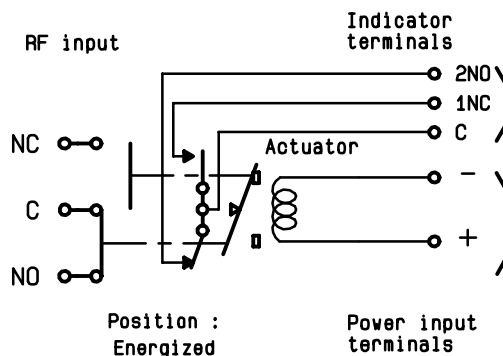 RF input
Indicator
terminals
2NO
1NC
C
Actuator
NC
C
NO
-
+
Position :
Energized
Power input
terminals